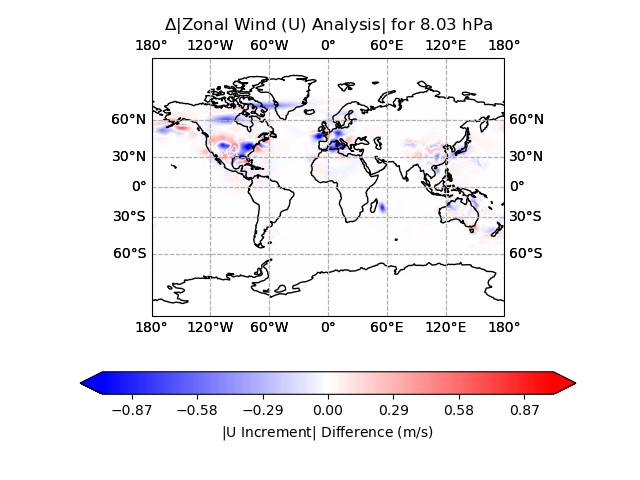 Δ|Zonal Wind (U) Analysis| for 8.03 hPa
180° 120°W 60°W 0° 60°E 120°E 180°
60°N 60°N
30°N 30°N
0° 0°
30°S 30°S
60°S 60°S
180° 120°W 60°W 0° 60°E 120°E 180°
−0.87 −0.58 −0.29 0.00 0.29 0.58 0.87
|U Increment| Difference (m/s)